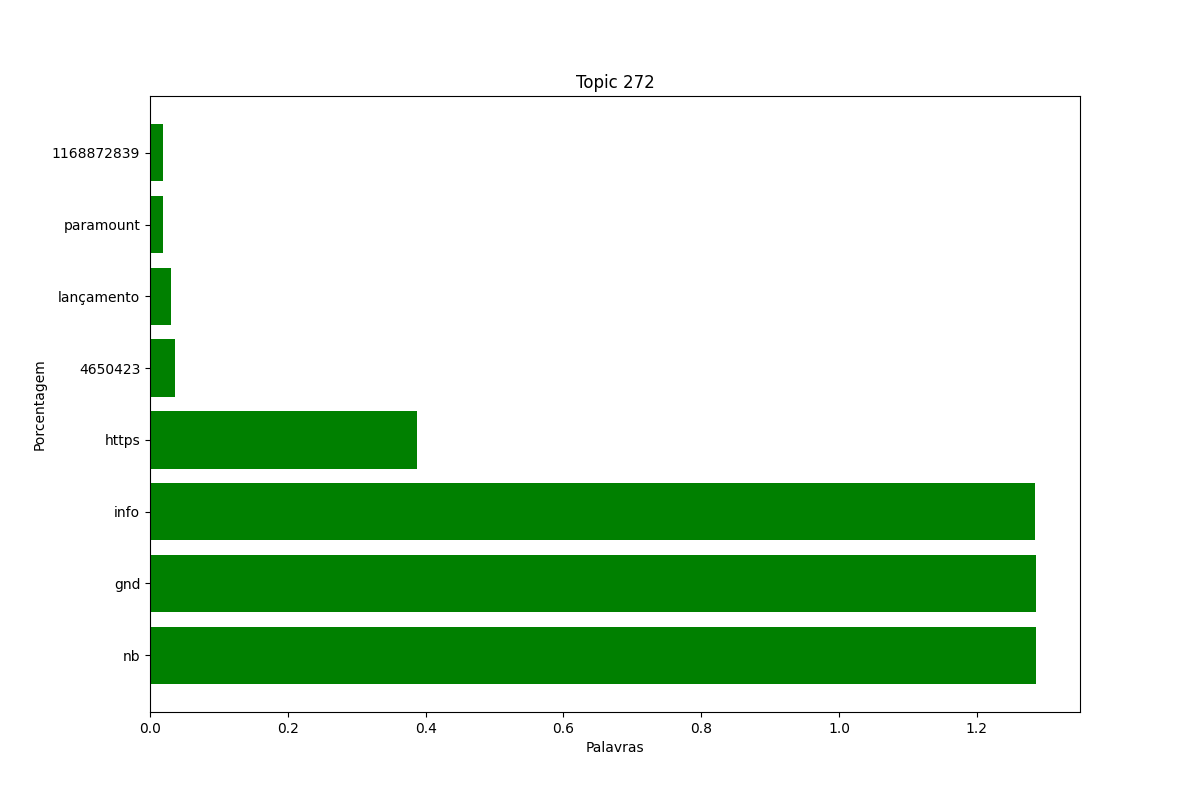 Topic 272
1168872839
paramount
lançamento
4650423
https
info
gnd
nb
Porcentagem
0.0 0.2 0.4 0.6 0.8 1.0 1.2
Palavras